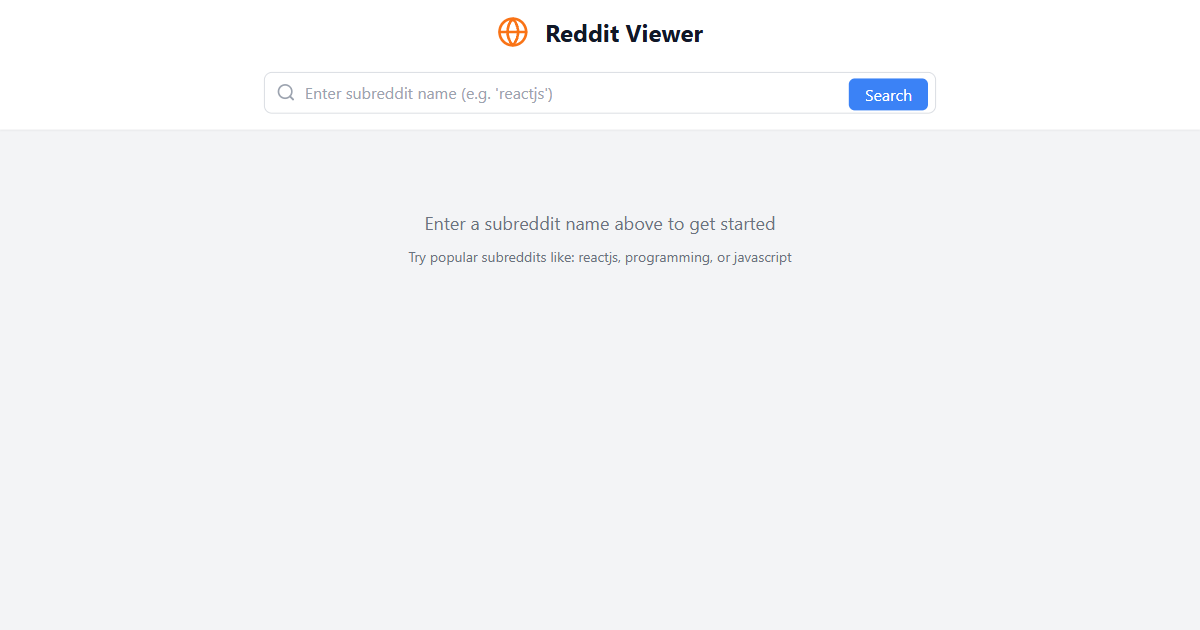 Reddit Viewer
Enter subreddit name (e.g. 'reactjs')
Search
Enter a subreddit name above to get started
Try popular subreddits like: reactjs, programming, or javascript